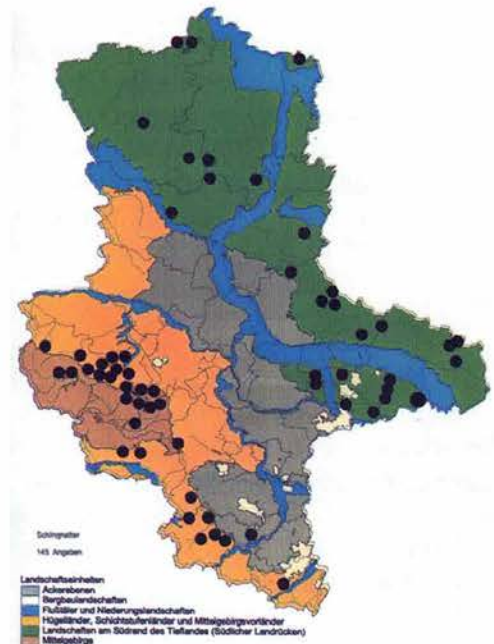 Schlingnatter
145 Angaben
Landschaftseinheiten
Ackerebenen
Bergbaulandschaften
Flußtäler und Niederungslandschaften
Hügelländer, Schichtstufenländer und Mittelgebirgsvorländer
Landschaften am Südrand des Tieflandes (Südlicher Landrücken)
Mittelgebirge